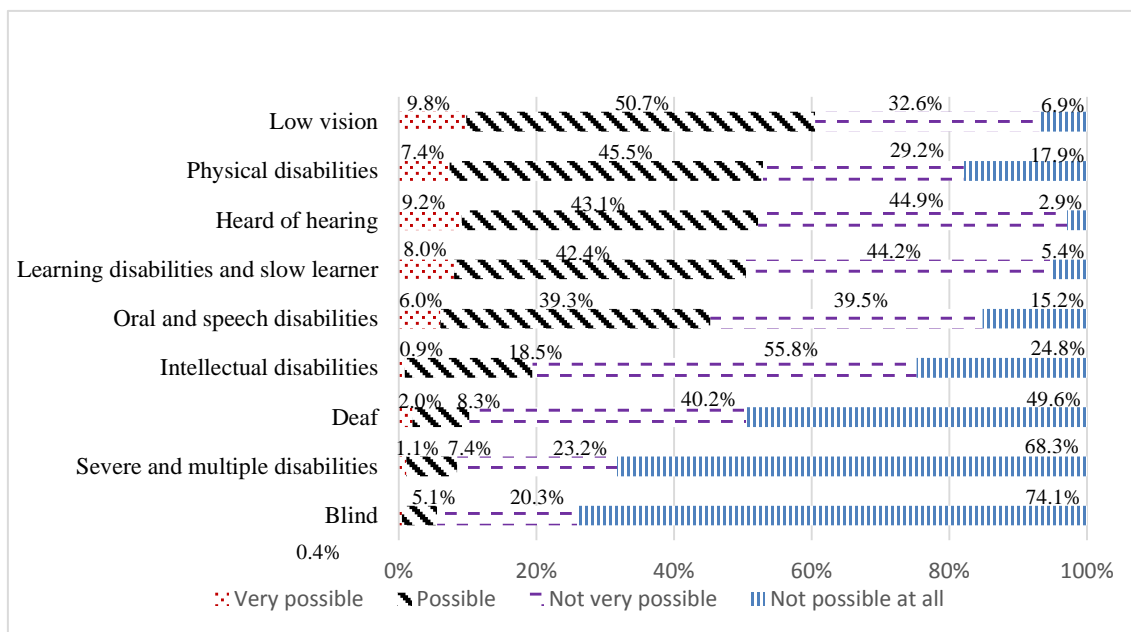 9.8% 50.7% 32.6% 6.9%
Low vision
7.4% 45.5% 29.2% 17.9%
Physical disabilities
9.2% 43.1% 44.9% 2.9%
Heard of hearing
8.0% 42.4% 44.2% 5.4%
Learning disabilities and slow learner
6.0% 39.3% 39.5% 15.2%
Oral and speech disabilities
0.9% 18.5% 55.8% 24.8%
Intellectual disabilities
2.0% 8.3% 40.2% 49.6%
Deaf
1.1% 7.4% 23.2% 68.3%
Severe and multiple disabilities
5.1% 20.3% 74.1%
Blind
0.4%
0% 20% 40% 60% 80% 100%
Very possible Possible Not very possible Not possible at all